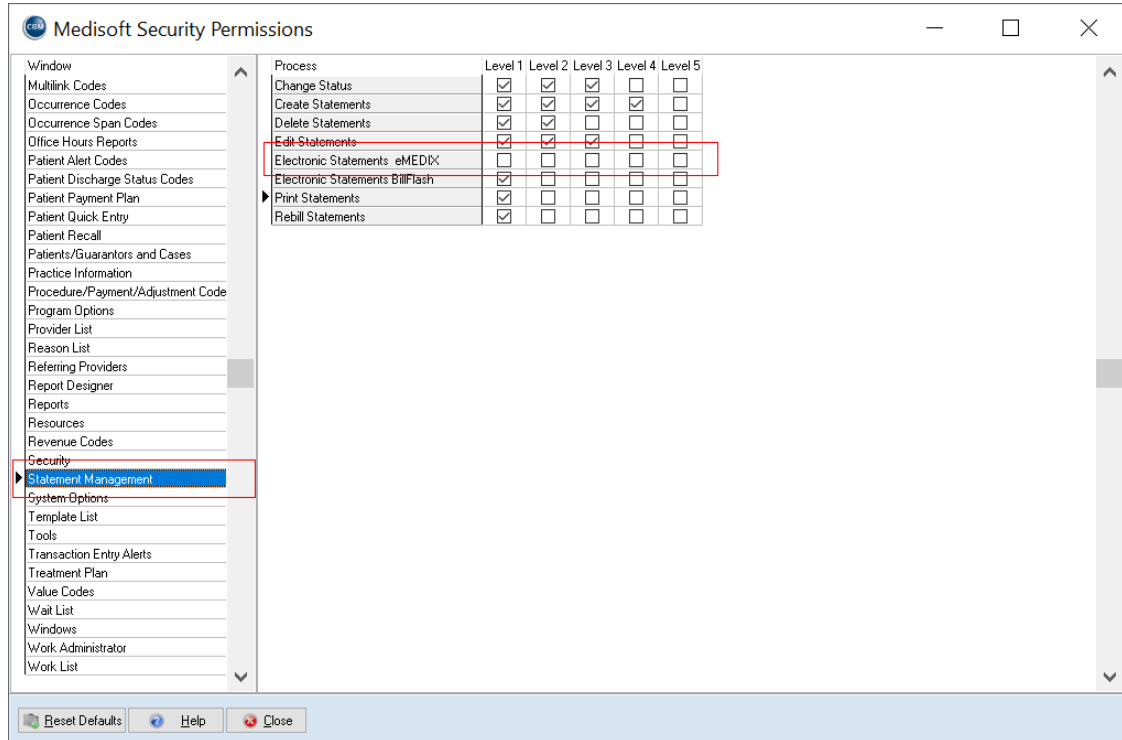 CGM Medisoft Security Permissions
Window
Multilink Codes
Occurrence Codes
Occurrence Span Codes
Office Hours Reports
Patient Alert Codes
Patient Discharge Status Codes
Patient Payment Plan
Patient Quick Entry
Patient Recall
Patients/Guarantors and Cases
Practice Information
Procedure/Payment/Adjustment Code
Program Options
Provider List
Reason List
Referring Providers
Report Designer
Reports
Resources
Revenue Codes
Security
Statement Management
System Options
Template List
Tools
Transaction Entry Alerts
Treatment Plan
Value Codes
Wait List
Windows
Work Administrator
Work List
Process Level 1 Level 2 Level 3 Level 4 Level 5
Change Status
Create Statements
Delete Statements
Edit Statements
Electronic Statements eMEDIX
Electronic Statements BillFlash
Print Statements
Rebill Statements
Reset Defaults Help Close